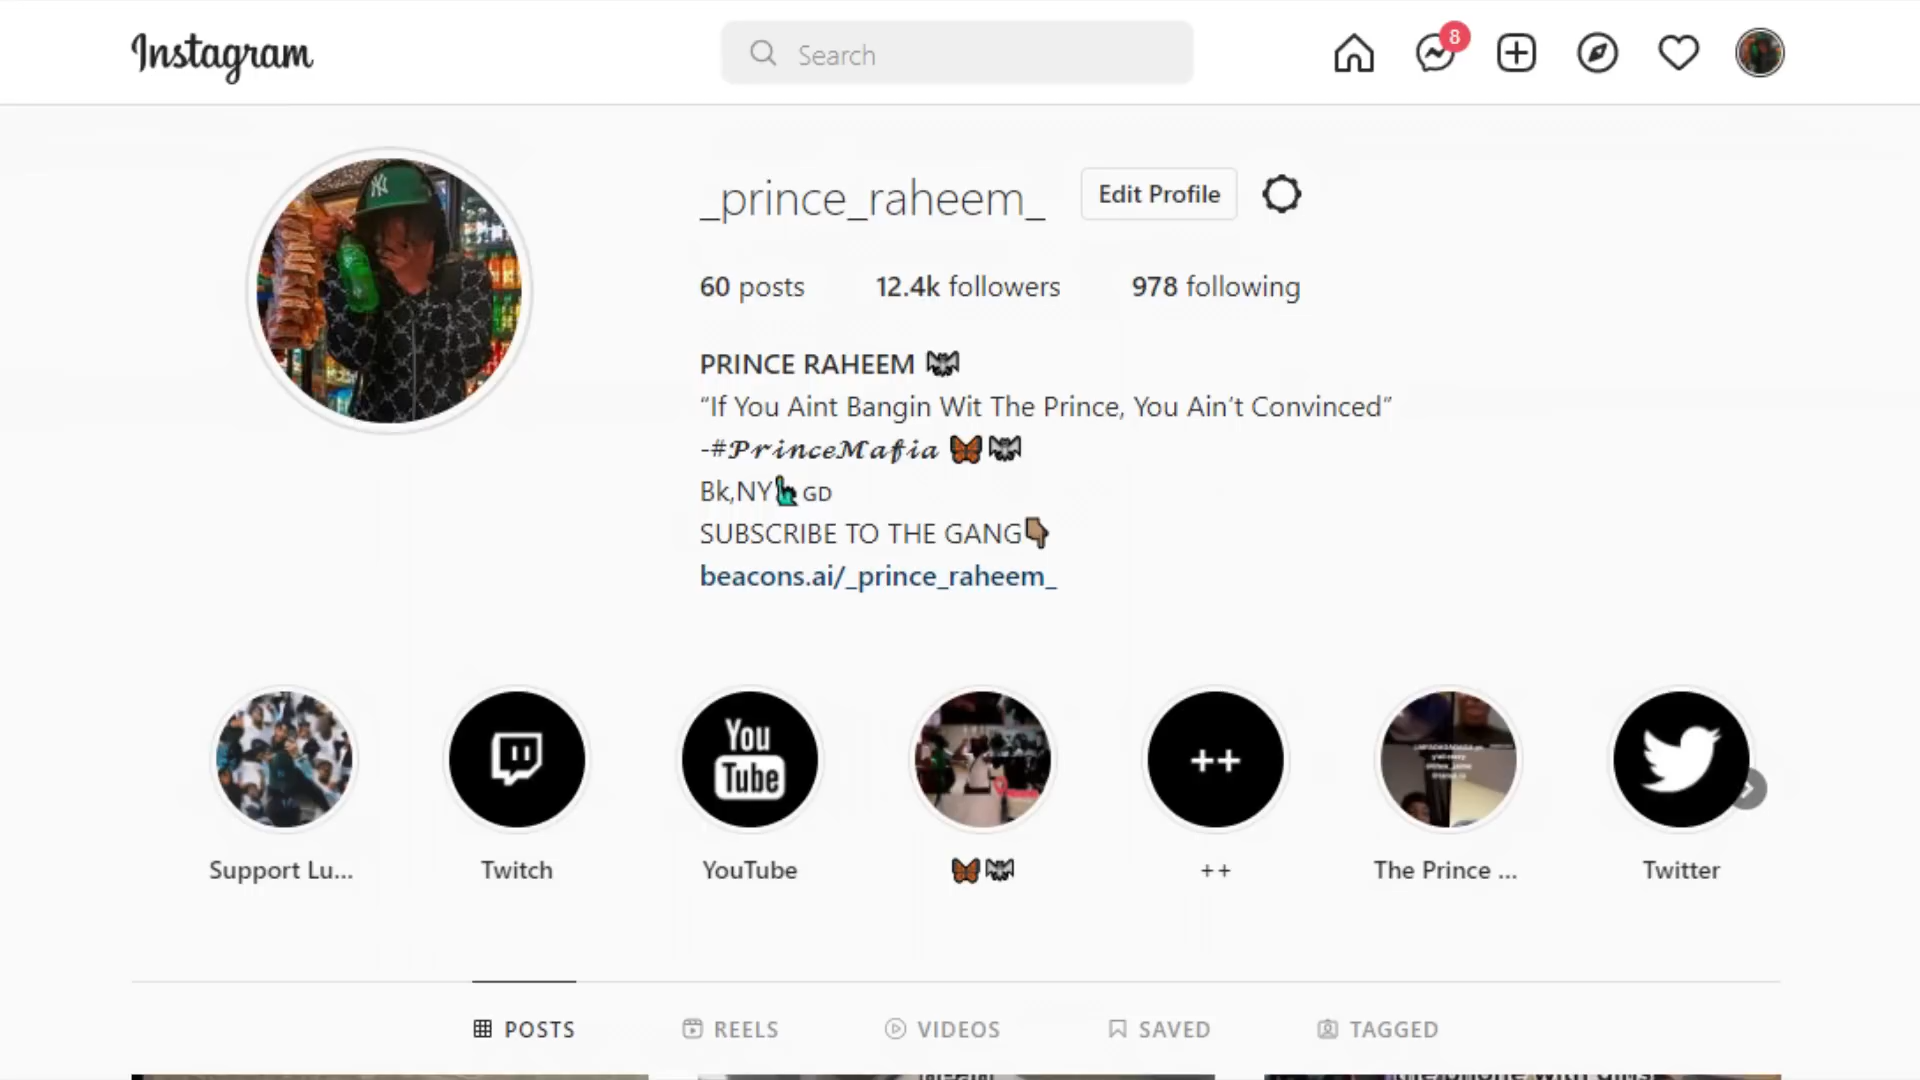 Instagram
Search
8
_prince_raheem_ Edit Profile
60 posts 12.4k followers 978 following
PRINCE RAHEEM
“If You Aint Bangin Wit The Prince, You Ain’t Convinced”
-#𝓟𝓻𝓲𝓷𝓬𝓮𝓜𝓪𝓯𝓲𝓪 🦋
Bk,NY🗽GD
SUBSCRIBE TO THE GANG👇🏽
beacons.ai/_prince_raheem_
You
Tube
++
Support Lu... Twitch YouTube 🦋 ++ The Prince ... Twitter
POSTS REELS VIDEOS SAVED TAGGED